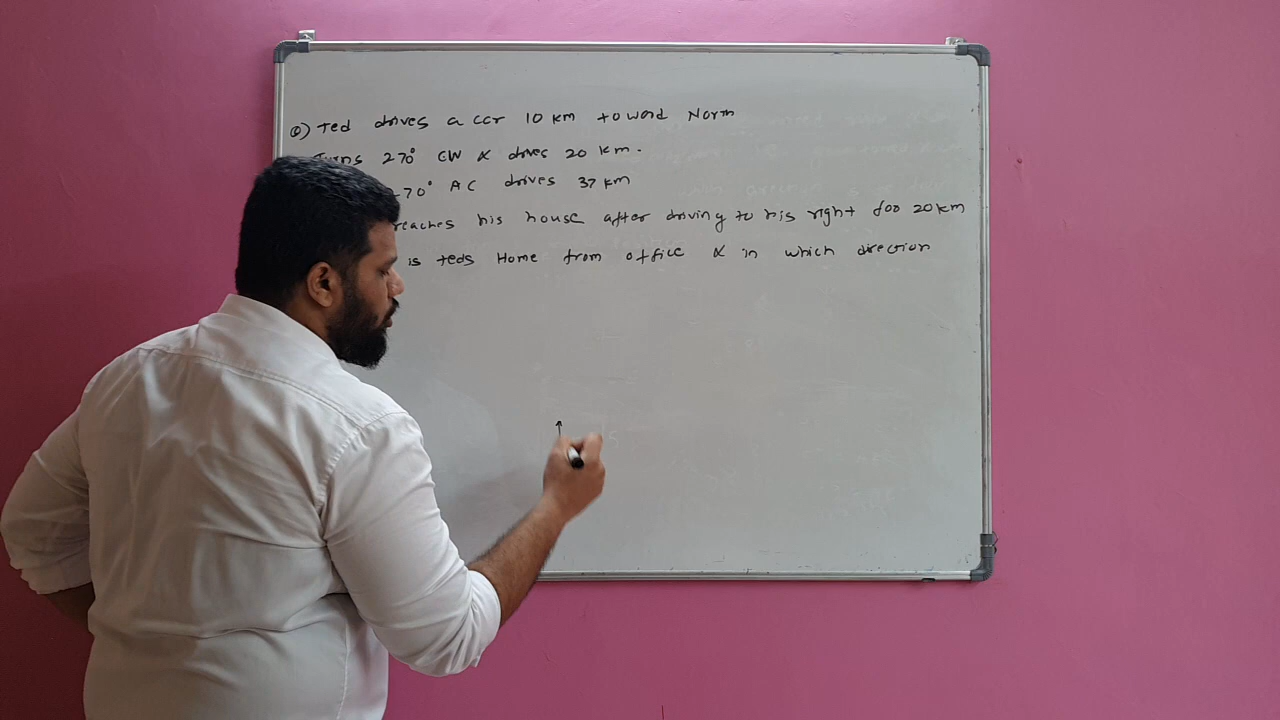 Q) Ted drives a car 10 km toward North
Turns 270° CW & drives 20 km.
270° AC drives 37 km
reaches his house after driving to his right for 20 km
is teds Home from office & in which direction